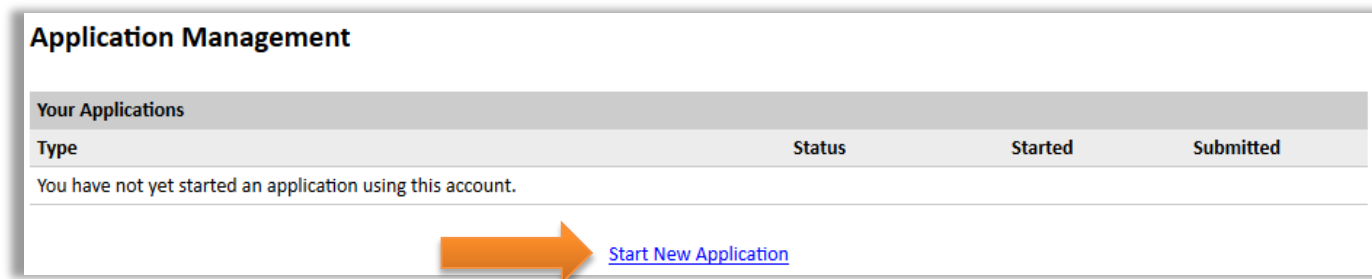 Application Management
Your Applications
Type Status Started Submitted
You have not yet started an application using this account.
Start New Application